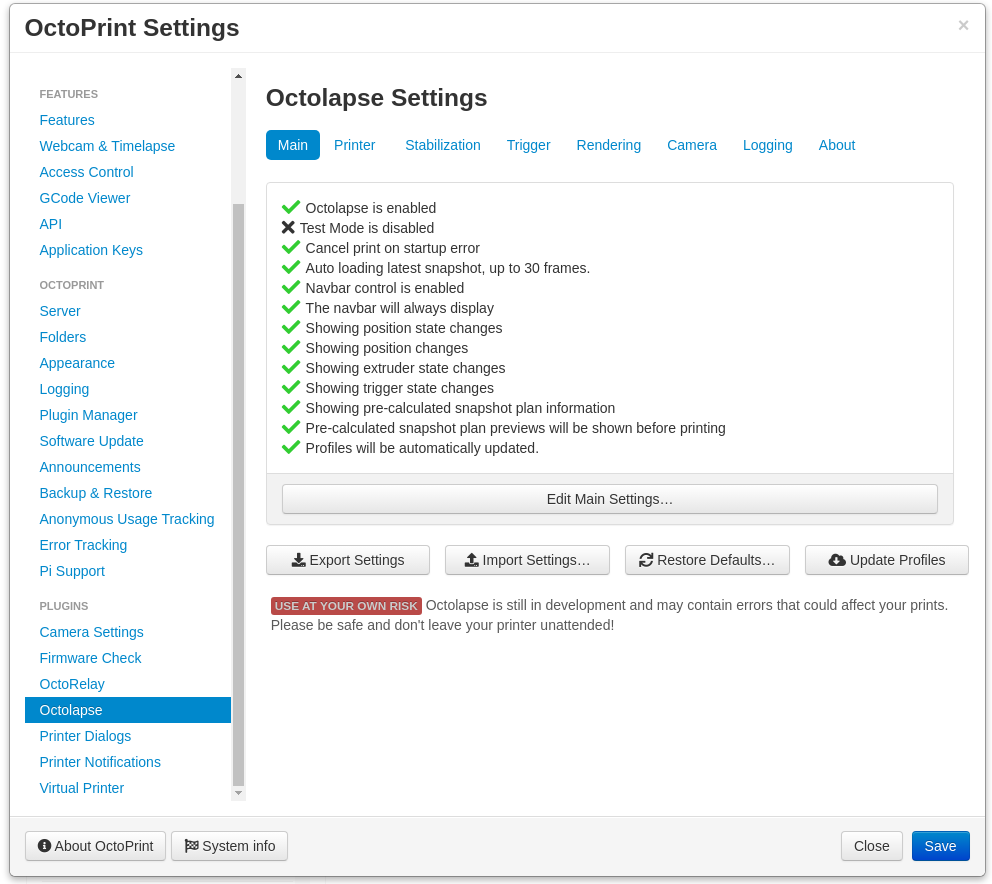 OctoPrint Settings
×
FEATURES
Features
Webcam & Timelapse
Access Control
GCode Viewer
API
Application Keys
OCTOPRINT
Server
Folders
Appearance
Logging
Plugin Manager
Software Update
Announcements
Backup & Restore
Anonymous Usage Tracking
Error Tracking
Pi Support
PLUGINS
Camera Settings
Firmware Check
OctoRelay
Octolapse
Printer Dialogs
Printer Notifications
Virtual Printer
Octolapse Settings
Main Printer Stabilization Trigger Rendering Camera Logging About
Octolapse is enabled
Test Mode is disabled
Cancel print on startup error
Auto loading latest snapshot, up to 30 frames.
Navbar control is enabled
The navbar will always display
Showing position state changes
Showing position changes
Showing extruder state changes
Showing trigger state changes
Showing pre-calculated snapshot plan information
Pre-calculated snapshot plan previews will be shown before printing
Profiles will be automatically updated.
Edit Main Settings…
Export Settings Import Settings… Restore Defaults… Update Profiles
USE AT YOUR OWN RISK Octolapse is still in development and may contain errors that could affect your prints.
Please be safe and don't leave your printer unattended!
About OctoPrint System info Close Save